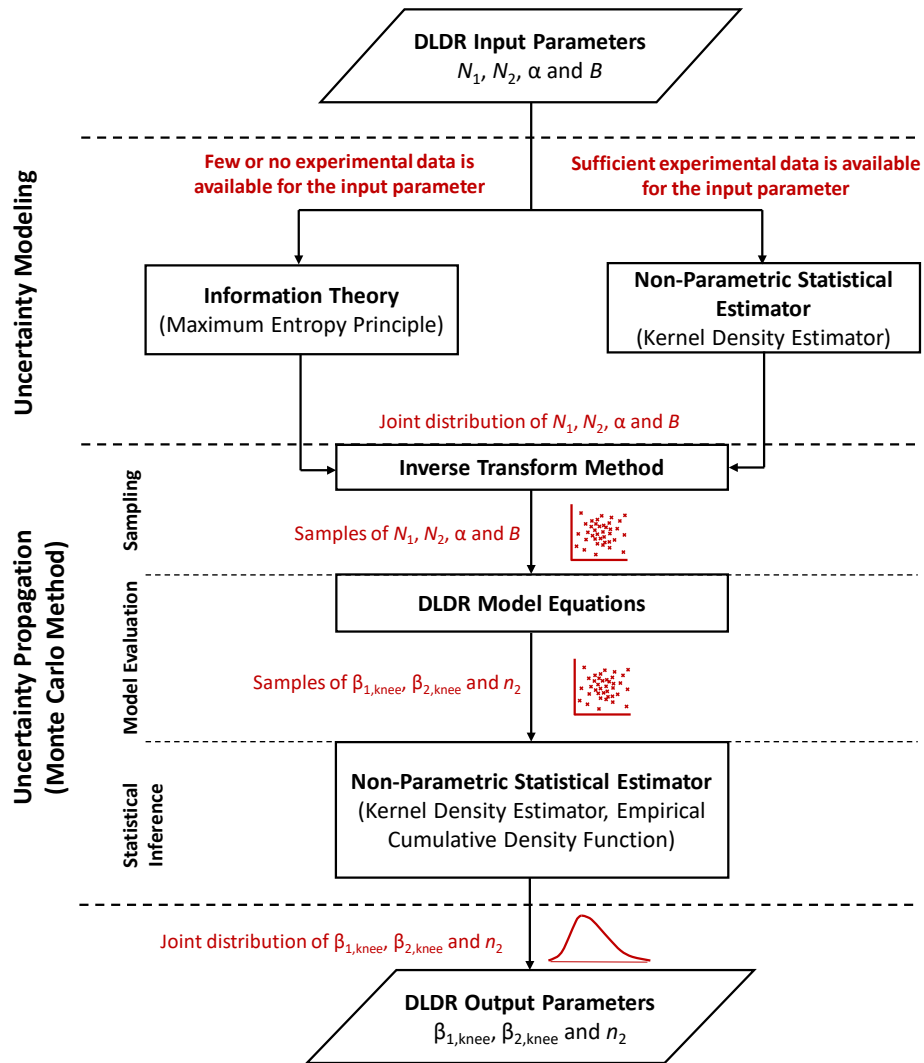 DLDR Input Parameters
N₁, N₂, α and B
Uncertainty Modeling
Few or no experimental data is
available for the input parameter
Sufficient experimental data is available
for the input parameter
Information Theory
(Maximum Entropy Principle)
Non-Parametric Statistical
Estimator
(Kernel Density Estimator)
Joint distribution of N₁, N₂, α and B
Uncertainty Propagation
(Monte Carlo Method)
Sampling
Inverse Transform Method
Samples of N₁, N₂, α and B
Model Evaluation
DLDR Model Equations
Samples of β₁,knee, β₂,knee and n₂
Statistical
Inference
Non-Parametric Statistical Estimator
(Kernel Density Estimator, Empirical
Cumulative Density Function)
Joint distribution of β₁,knee, β₂,knee and n₂
DLDR Output Parameters
β₁,knee, β₂,knee and n₂